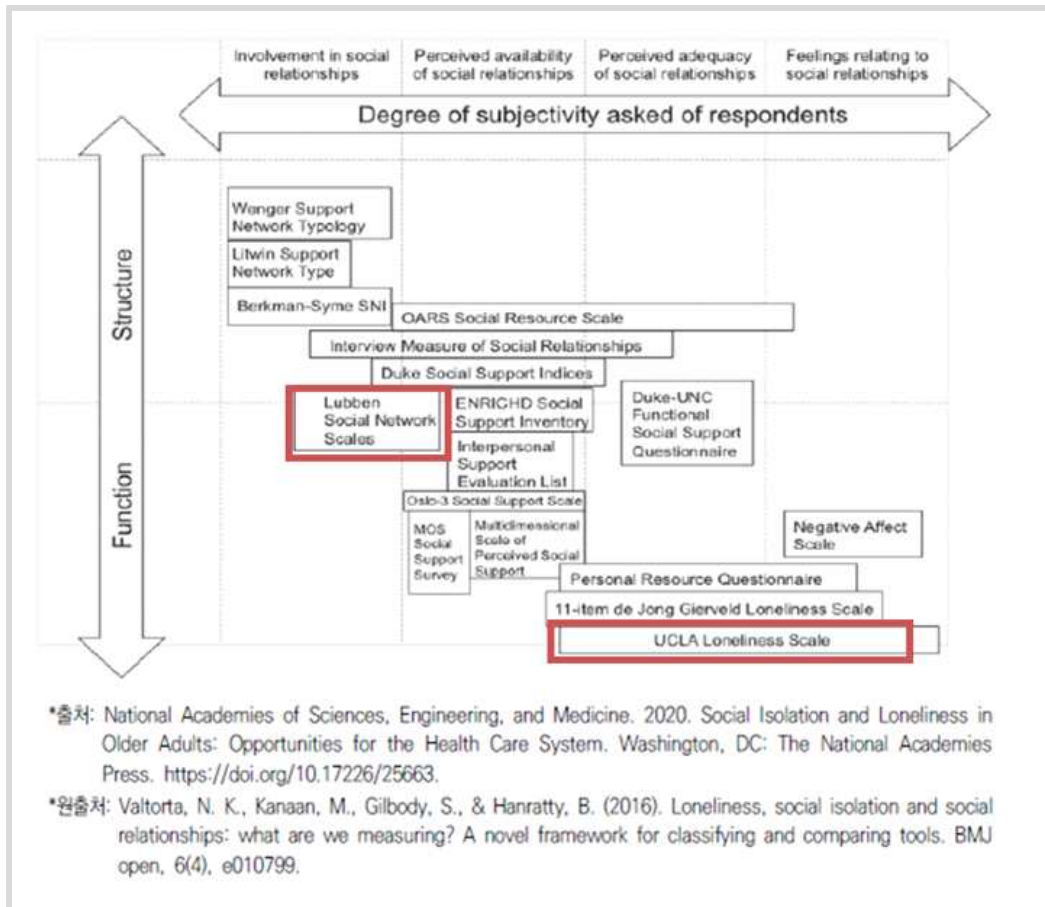 Involvement in social
relationships
Perceived availability
of social relationships
Perceived adequacy
of social relationships
Feelings relating to
social relationships
Degree of subjectivity asked of respondents
Structure
Function
Wenger Support
Network Typology
Litwin Support
Network Type
Berkman-Syme SNI
OARS Social Resource Scale
Interview Measure of Social Relationships
Duke Social Support Indices
Lubben
Social Network
Scales
ENRICHD Social
Support Inventory
Duke-UNC
Functional
Social Support
Questionnaire
Interpersonal
Support
Evaluation List
Oslo-3 Social Support Scale
MOS
Social
Support
Survey
Multidimensional
Scale of
Perceived Social
Support
Negative Affect
Scale
Personal Resource Questionnaire
11-item de Jong Gierveld Loneliness Scale
UCLA Loneliness Scale
*출처: National Academies of Sciences, Engineering, and Medicine. 2020. Social Isolation and Loneliness in
Older Adults: Opportunities for the Health Care System. Washington, DC: The National Academies
Press. https://doi.org/10.17226/25663.
*원출처: Valtorta, N. K., Kanaan, M., Gilbody, S., & Hanratty, B. (2016). Loneliness, social isolation and social
relationships: what are we measuring? A novel framework for classifying and comparing tools. BMJ
open, 6(4), e010799.